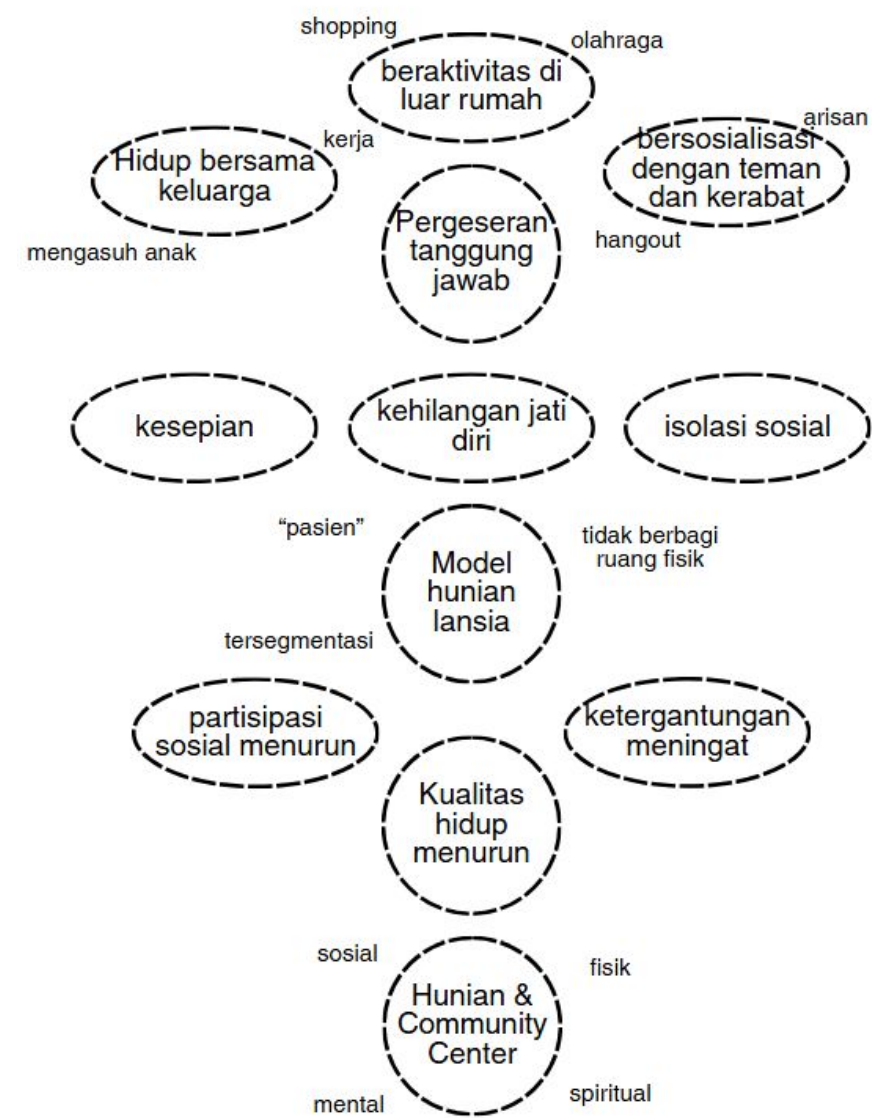 shopping
olahraga
beraktivitas di
luar rumah
arisan
kerja
Hidup bersama
keluarga
bersosialisasi
dengan teman
dan kerabat
mengasuh anak
hangout
Pergeseran
tanggung
jawab
kesepian
kehilangan jati
diri
isolasi sosial
“pasien”
tidak berbagi
ruang fisik
Model
hunian
lansia
tersegmentasi
partisipasi
sosial menurun
ketergantungan
meningat
Kualitas
hidup
menurun
sosial
fisik
Hunian &
Community
Center
mental
spiritual